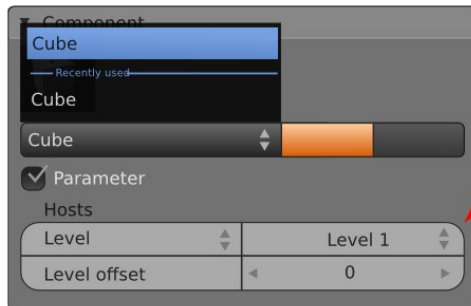 Component
Cube
Recently used
Cube
Cube
Parameter
Hosts
Level Level 1
Level offset 0